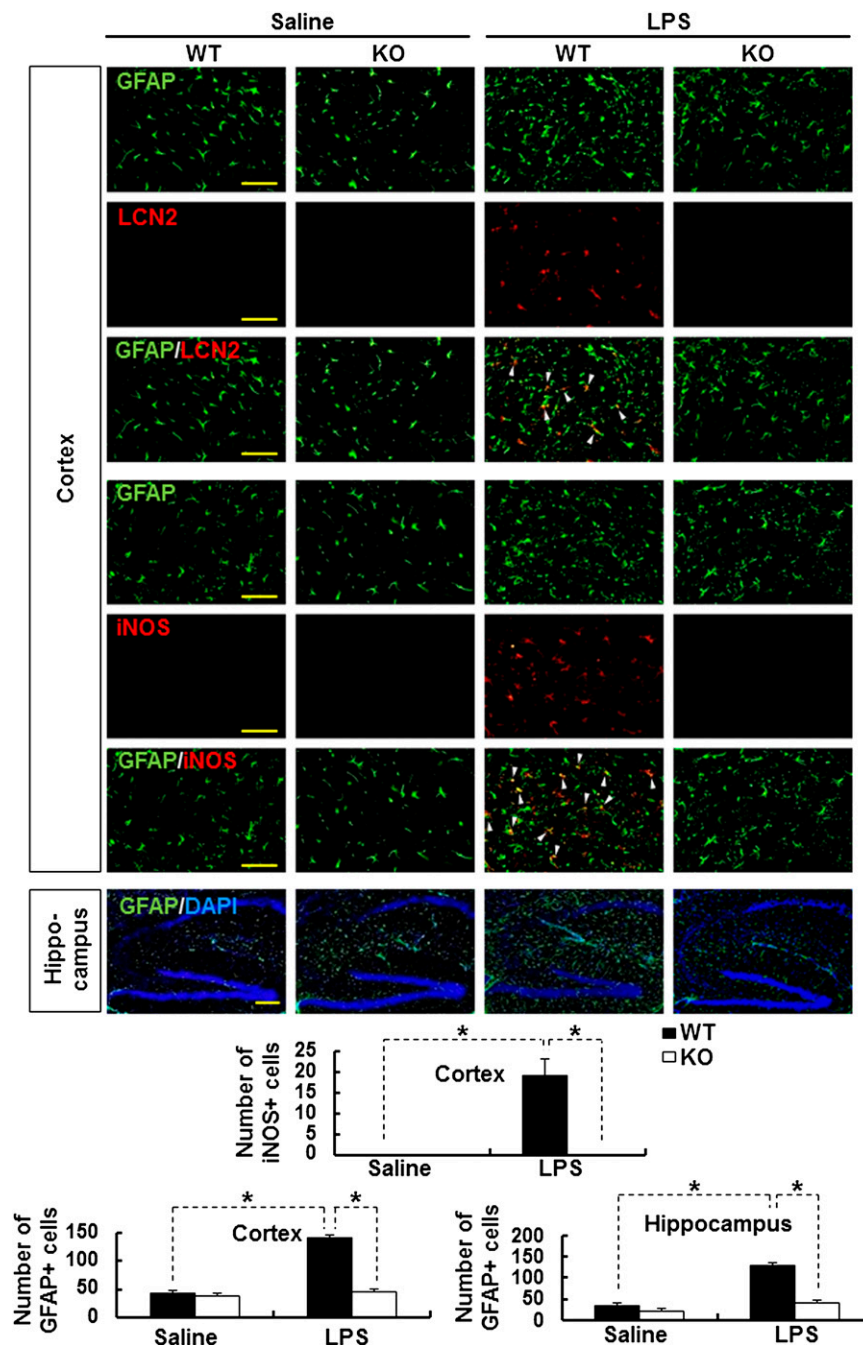 Saline LPS
WT KO WT KO
Cortex
GFAP
LCN2
GFAP/LCN2
GFAP
iNOS
GFAP/iNOS
Hippo-
campus
GFAP/DAPI
* *
WT
KO
Number of
iNOS+ cells
25
20
15
10
5
0
Cortex
Saline LPS
* *
Number of
GFAP+ cells
150
100
50
0
Cortex
Saline LPS
* *
Number of
GFAP+ cells
200
150
100
50
0
Hippocampus
Saline LPS